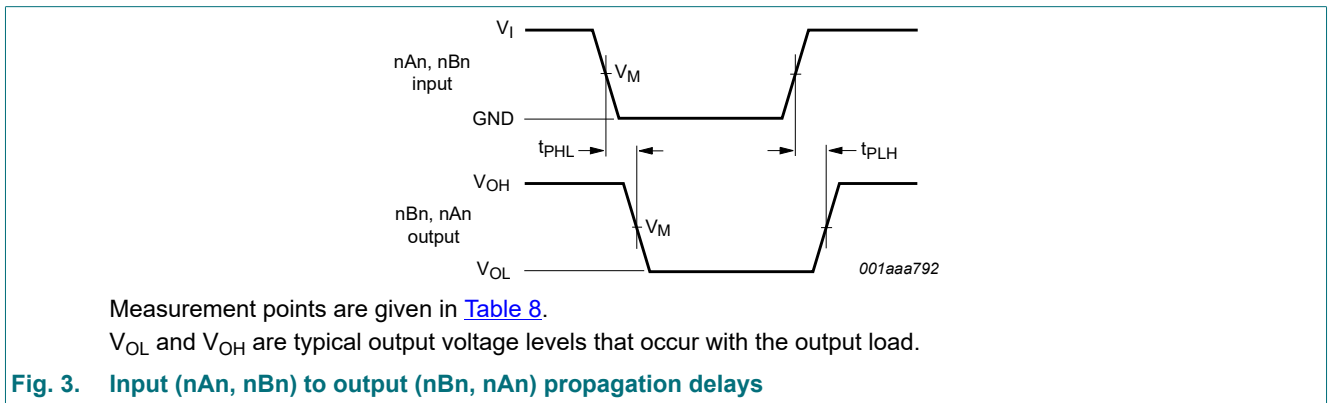 VI
nAn, nBn
input
VM
GND
tPHL
tPLH
VOH
nBn, nAn
output
VM
VOL
001aaa792
Measurement points are given in Table 8.
VOL and VOH are typical output voltage levels that occur with the output load.
Fig. 3. Input (nAn, nBn) to output (nBn, nAn) propagation delays